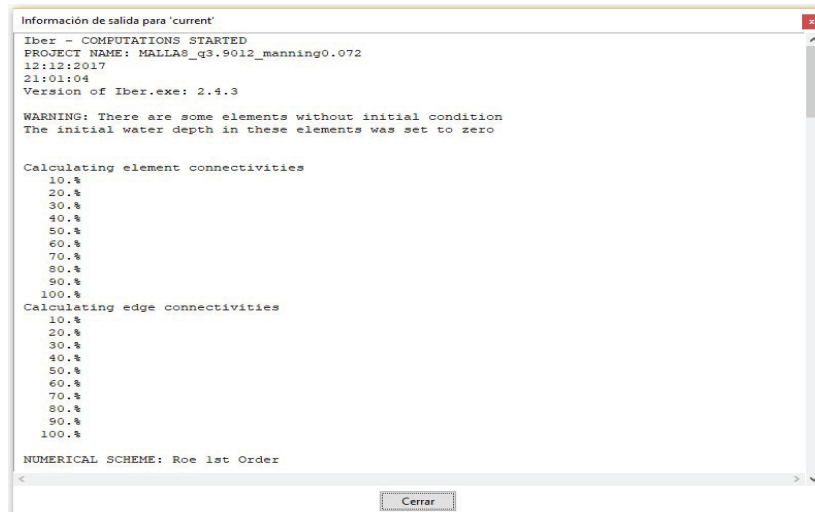 Información de salida para 'current'
x
Iber - COMPUTATIONS STARTED
PROJECT NAME: MALLA8_q3.9012_manning0.072
12:12:2017
21:01:04
Version of Iber.exe: 2.4.3
WARNING: There are some elements without initial condition
The initial water depth in these elements was set to zero
Calculating element connectivities
10.%
20.%
30.%
40.%
50.%
60.%
70.%
80.%
90.%
100.%
Calculating edge connectivities
10.%
20.%
30.%
40.%
50.%
60.%
70.%
80.%
90.%
100.%
NUMERICAL SCHEME: Roe 1st Order
Cerrar